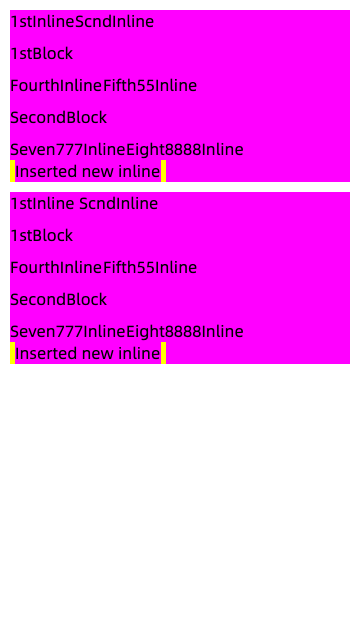 1stInlineScndInline
1stBlock
FourthInlineFifth55Inline
SecondBlock
Seven777InlineEight8888Inline
Inserted new inline
1stInline ScndInline
1stBlock
FourthInlineFifth55Inline
SecondBlock
Seven777InlineEight8888Inline
Inserted new inline